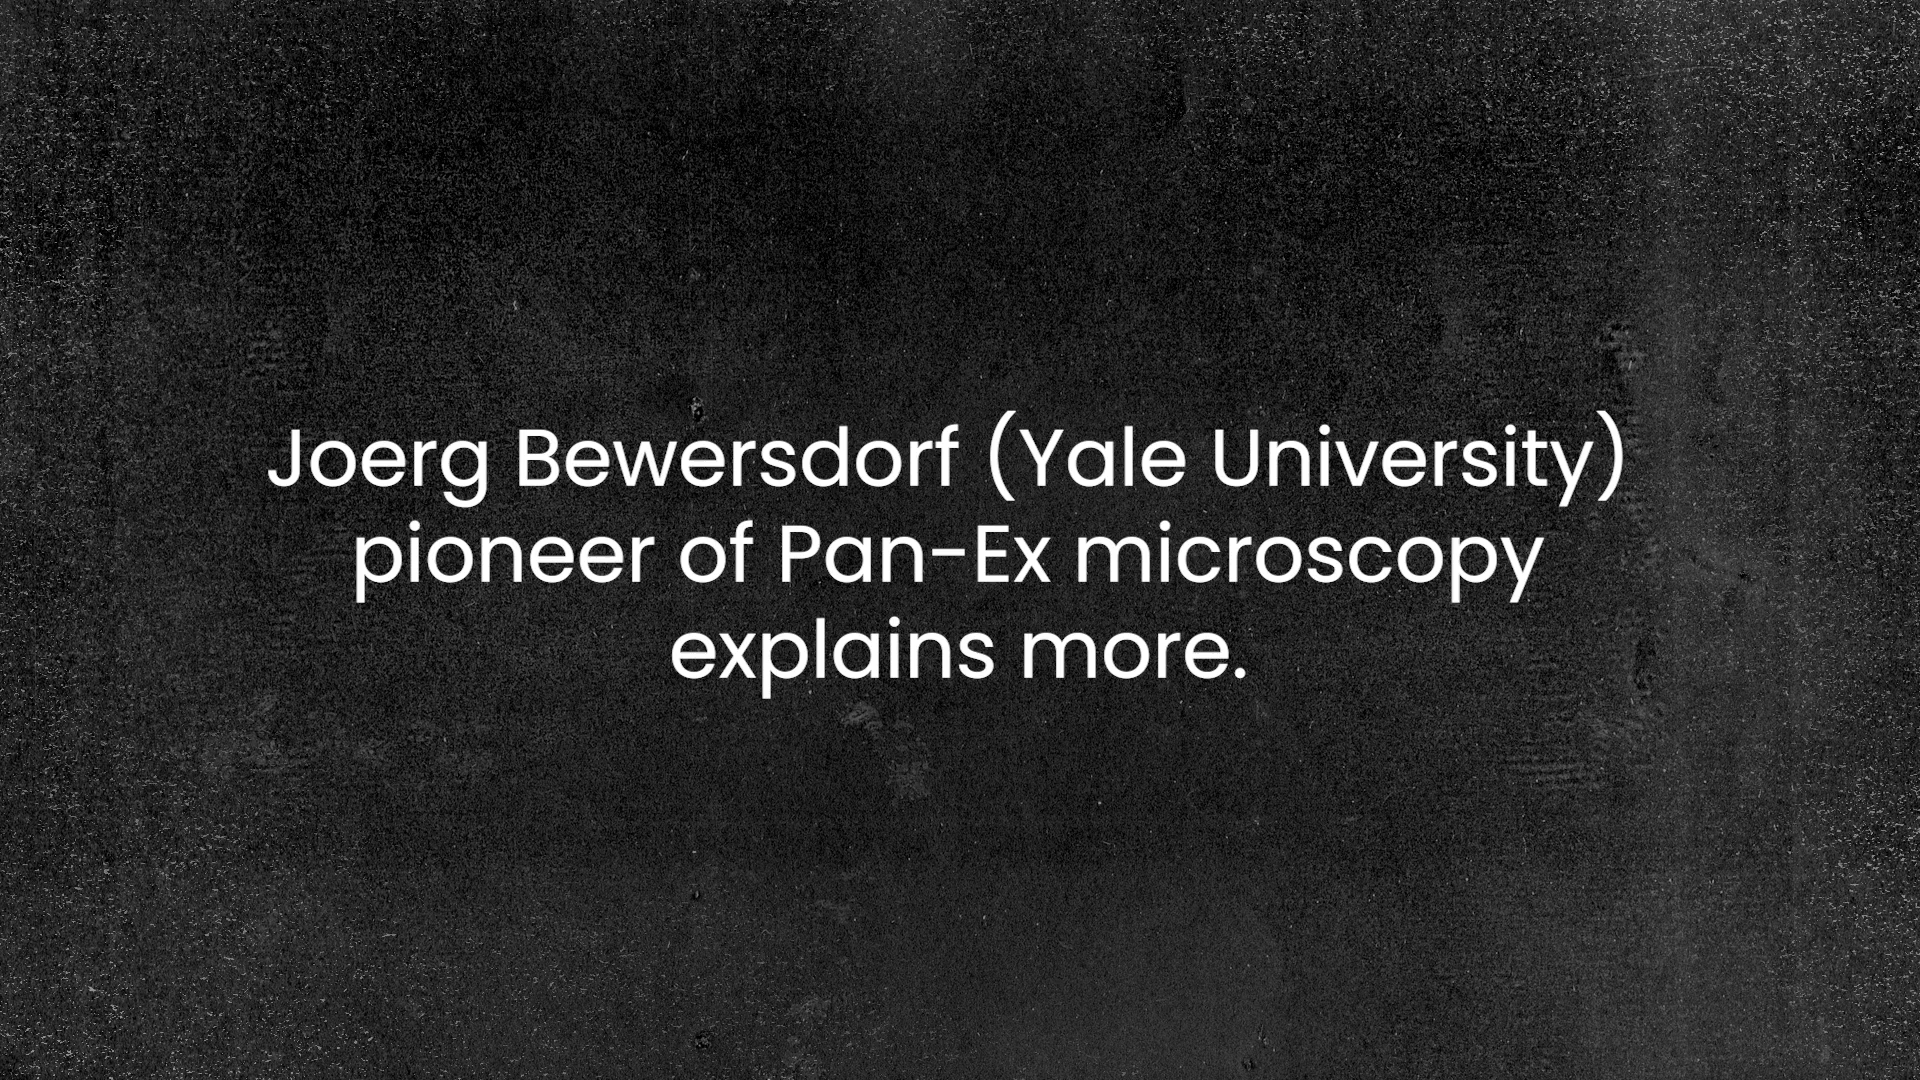 Joerg Bewersdorf (Yale University)
pioneer of Pan-Ex microscopy
explains more.